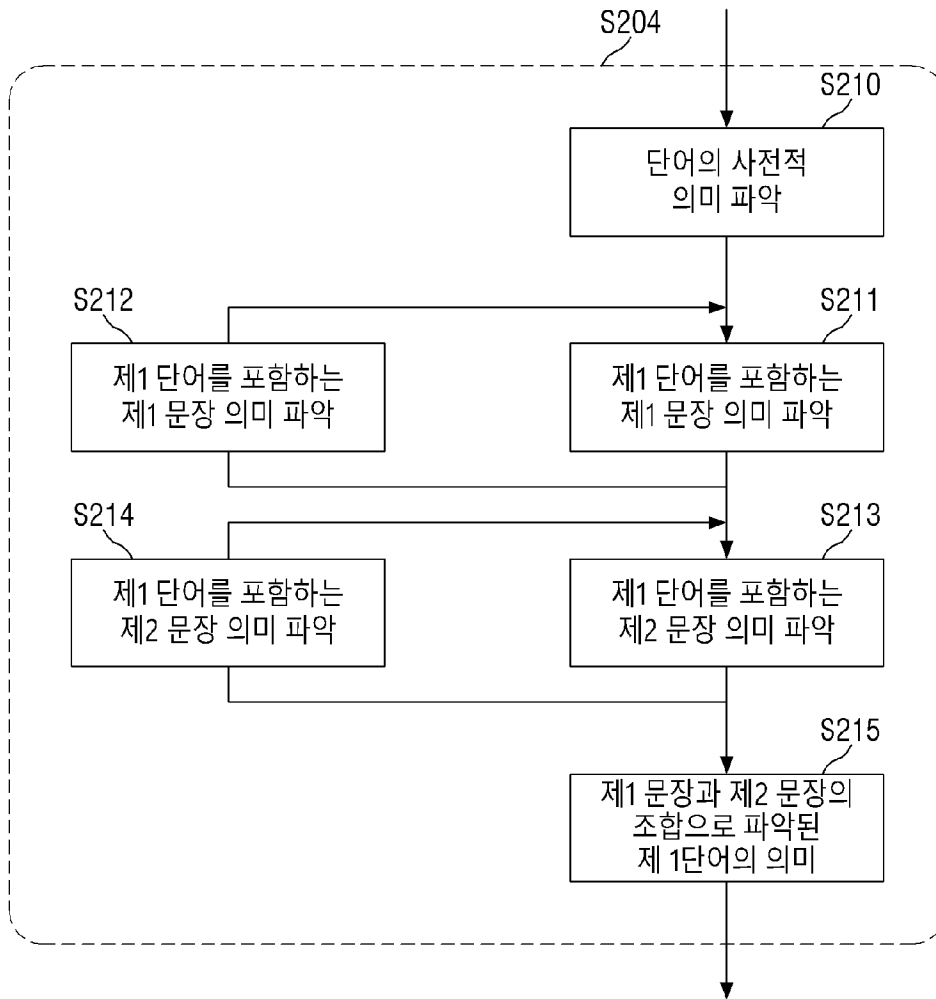 S204
S210
단어의 사전적
의미 파악
S212
제1 단어를 포함하는
제1 문장 의미 파악
S211
제1 단어를 포함하는
제1 문장 의미 파악
S214
제1 단어를 포함하는
제2 문장 의미 파악
S213
제1 단어를 포함하는
제2 문장 의미 파악
S215
제1 문장과 제2 문장의
조합으로 파악된
제 1단어의 의미